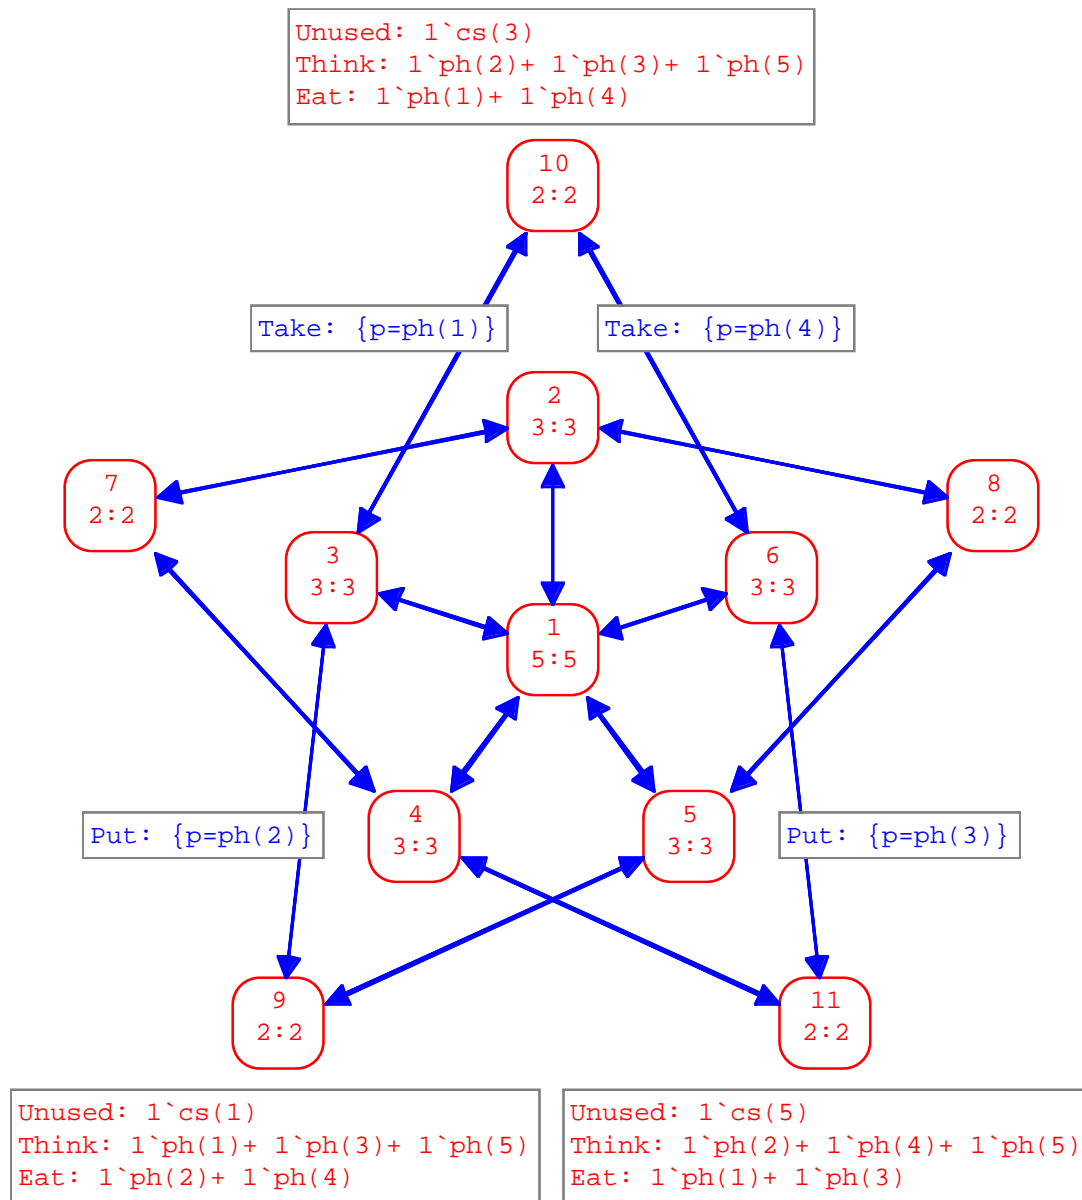 Unused: 1`cs(3)
Think: 1`ph(2)+ 1`ph(3)+ 1`ph(5)
Eat: 1`ph(1)+ 1`ph(4)
10
2:2
Take: {p=ph(1)}
Take: {p=ph(4)}
2
3:3
7
2:2
8
2:2
3
3:3
6
3:3
1
5:5
4
3:3
5
3:3
Put: {p=ph(2)}
Put: {p=ph(3)}
9
2:2
11
2:2
Unused: 1`cs(1)
Think: 1`ph(1)+ 1`ph(3)+ 1`ph(5)
Eat: 1`ph(2)+ 1`ph(4)
Unused: 1`cs(5)
Think: 1`ph(2)+ 1`ph(4)+ 1`ph(5)
Eat: 1`ph(1)+ 1`ph(3)